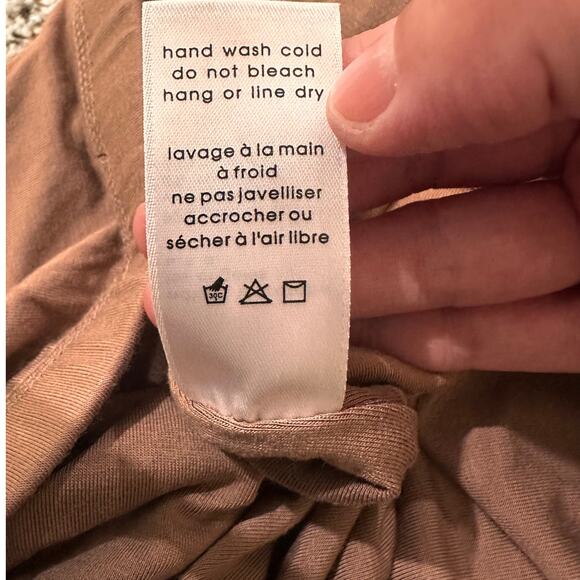 hand wash cold
do not bleach
hang or line dry
lavage à la main
à froid
ne pas javelliser
accrocher ou
sécher à l'air libre
30C